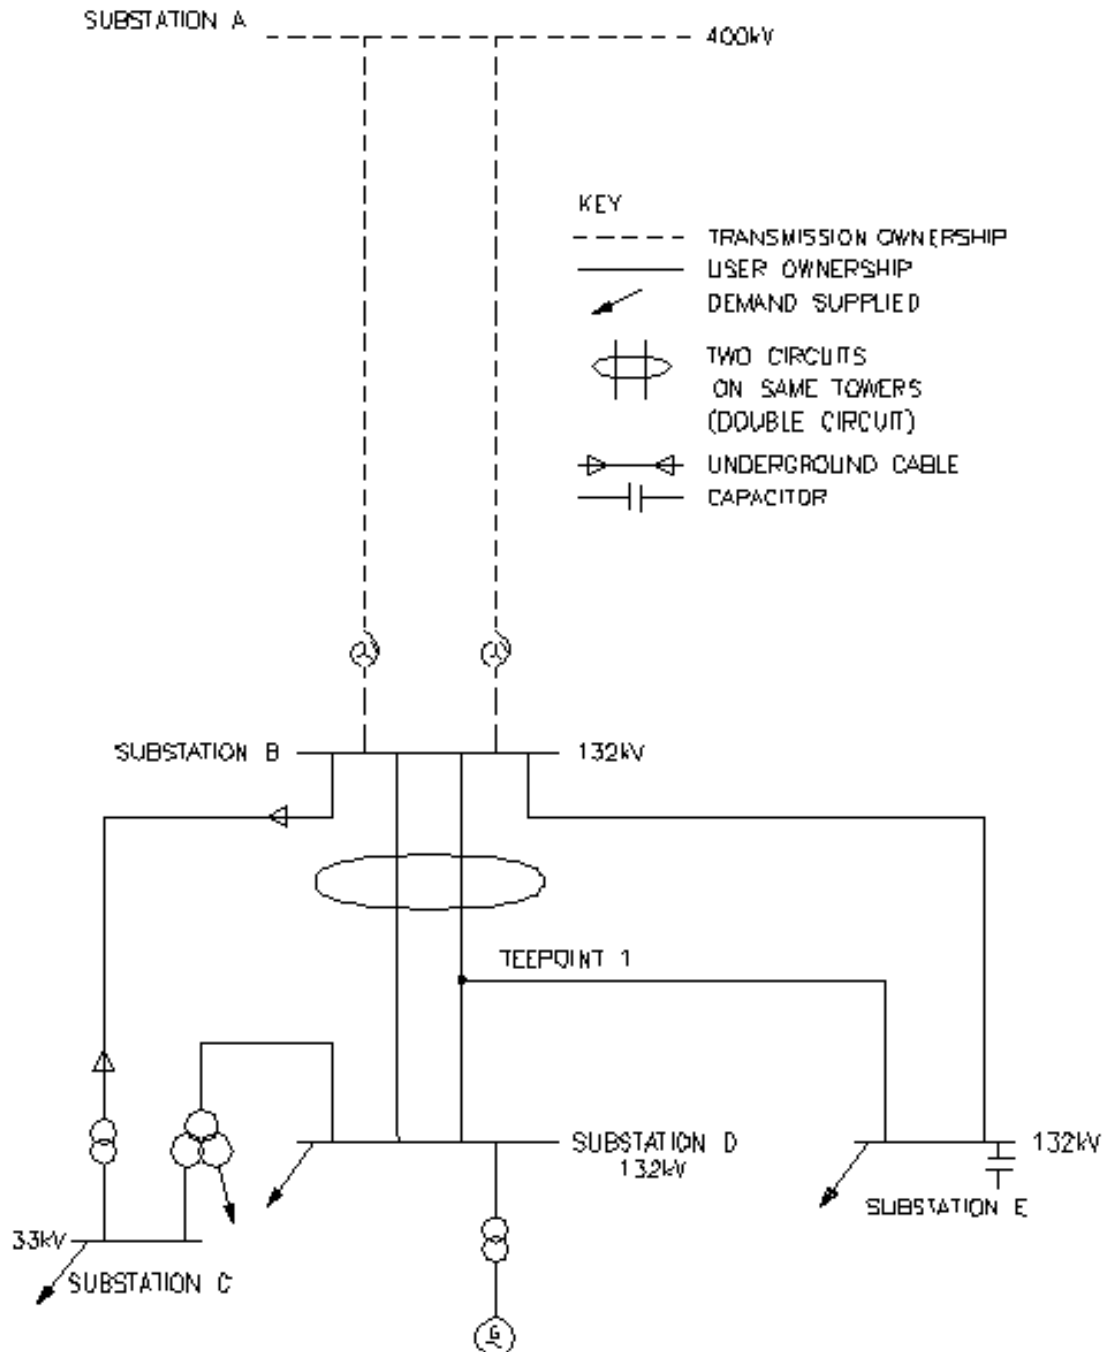 SUBSTATION A
400kV
KEY
TRANSMISSION OWNERSHIP
USER OWNERSHIP
DEMAND SUPPLIED
TWO CIRCUITS
ON SAME TOWERS
(DOUBLE CIRCUIT)
UNDERGROUND CABLE
CAPACITOR
SUBSTATION B
132kV
TEEPOINT 1
SUBSTATION D
132kV
132kV
SUBSTATION E
33kV
SUBSTATION C
G